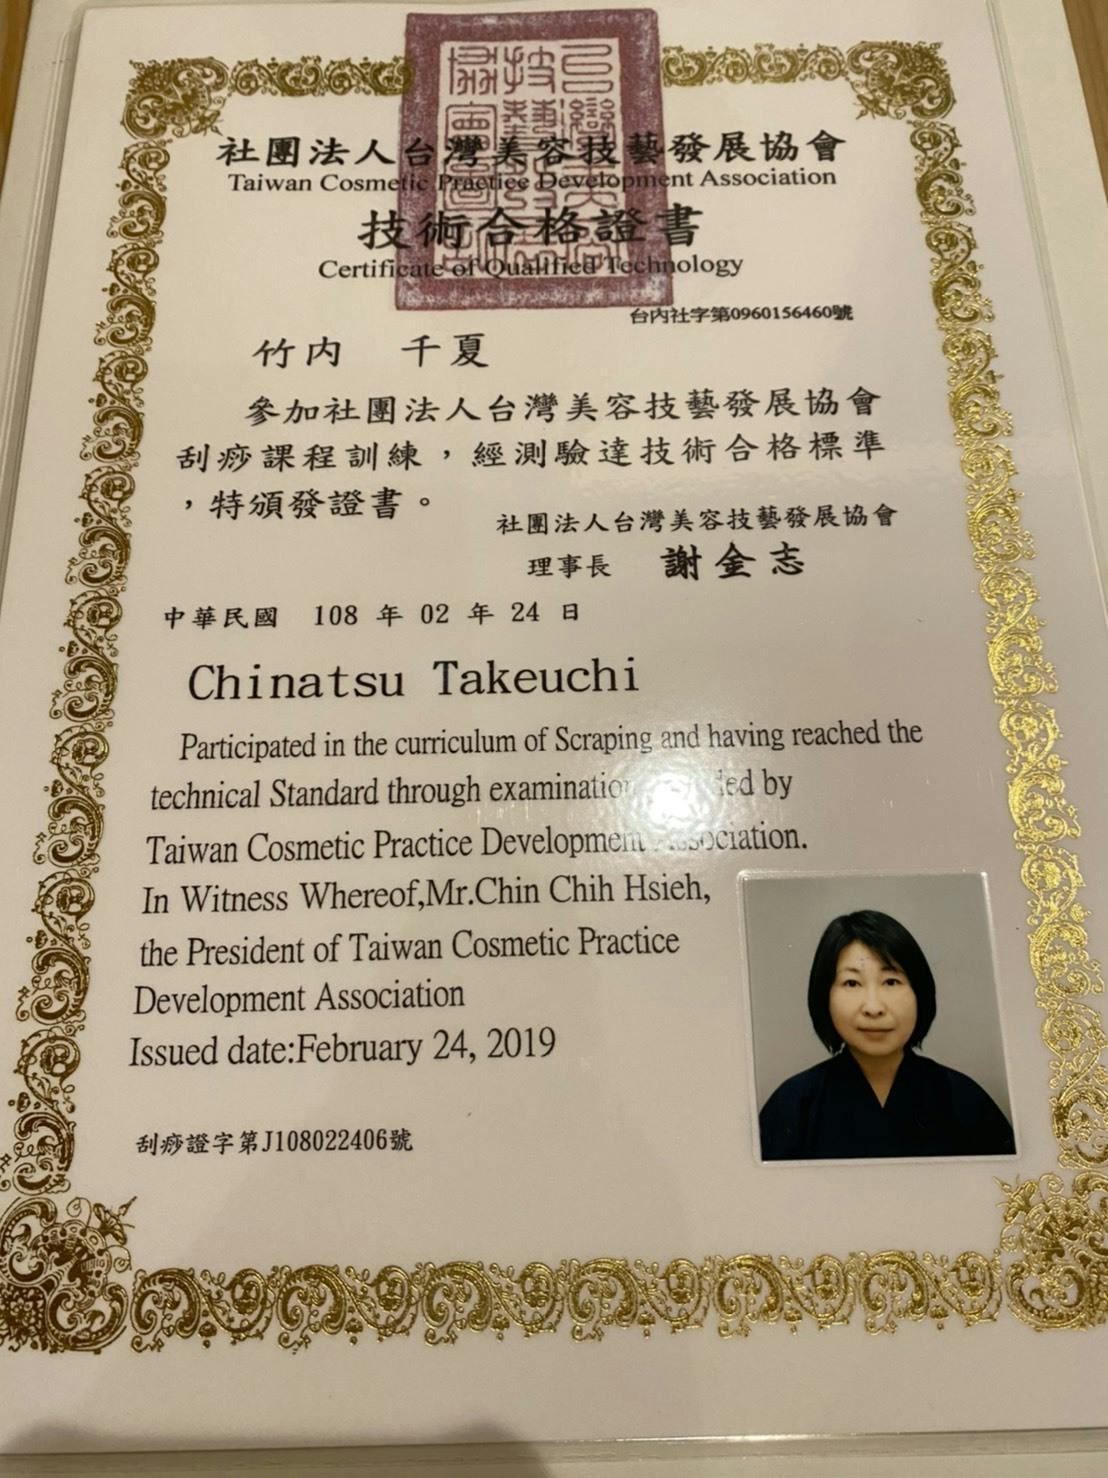 社團法人台灣美容技藝發展協會
Taiwan Cosmetic Practice Development Association
技術合格證書
Certificate of Qualified Technology
台內社字第0960156460號
竹内 千夏
參加社團法人台灣美容技藝發展協會
刮痧課程訓練，經測驗達技術合格標準
，特頒發證書。
社團法人台灣美容技藝發展協會
理事長 謝金志
中華民國 108 年 02 年 24 日
Chinatsu Takeuchi
Participated in the curriculum of Scraping and having reached the
technical Standard through examination by
Taiwan Cosmetic Practice Development Association.
In Witness Whereof,Mr.Chin Chih Hsieh,
the President of Taiwan Cosmetic Practice
Development Association
Issued date:February 24, 2019
刮痧證字第J108022406號